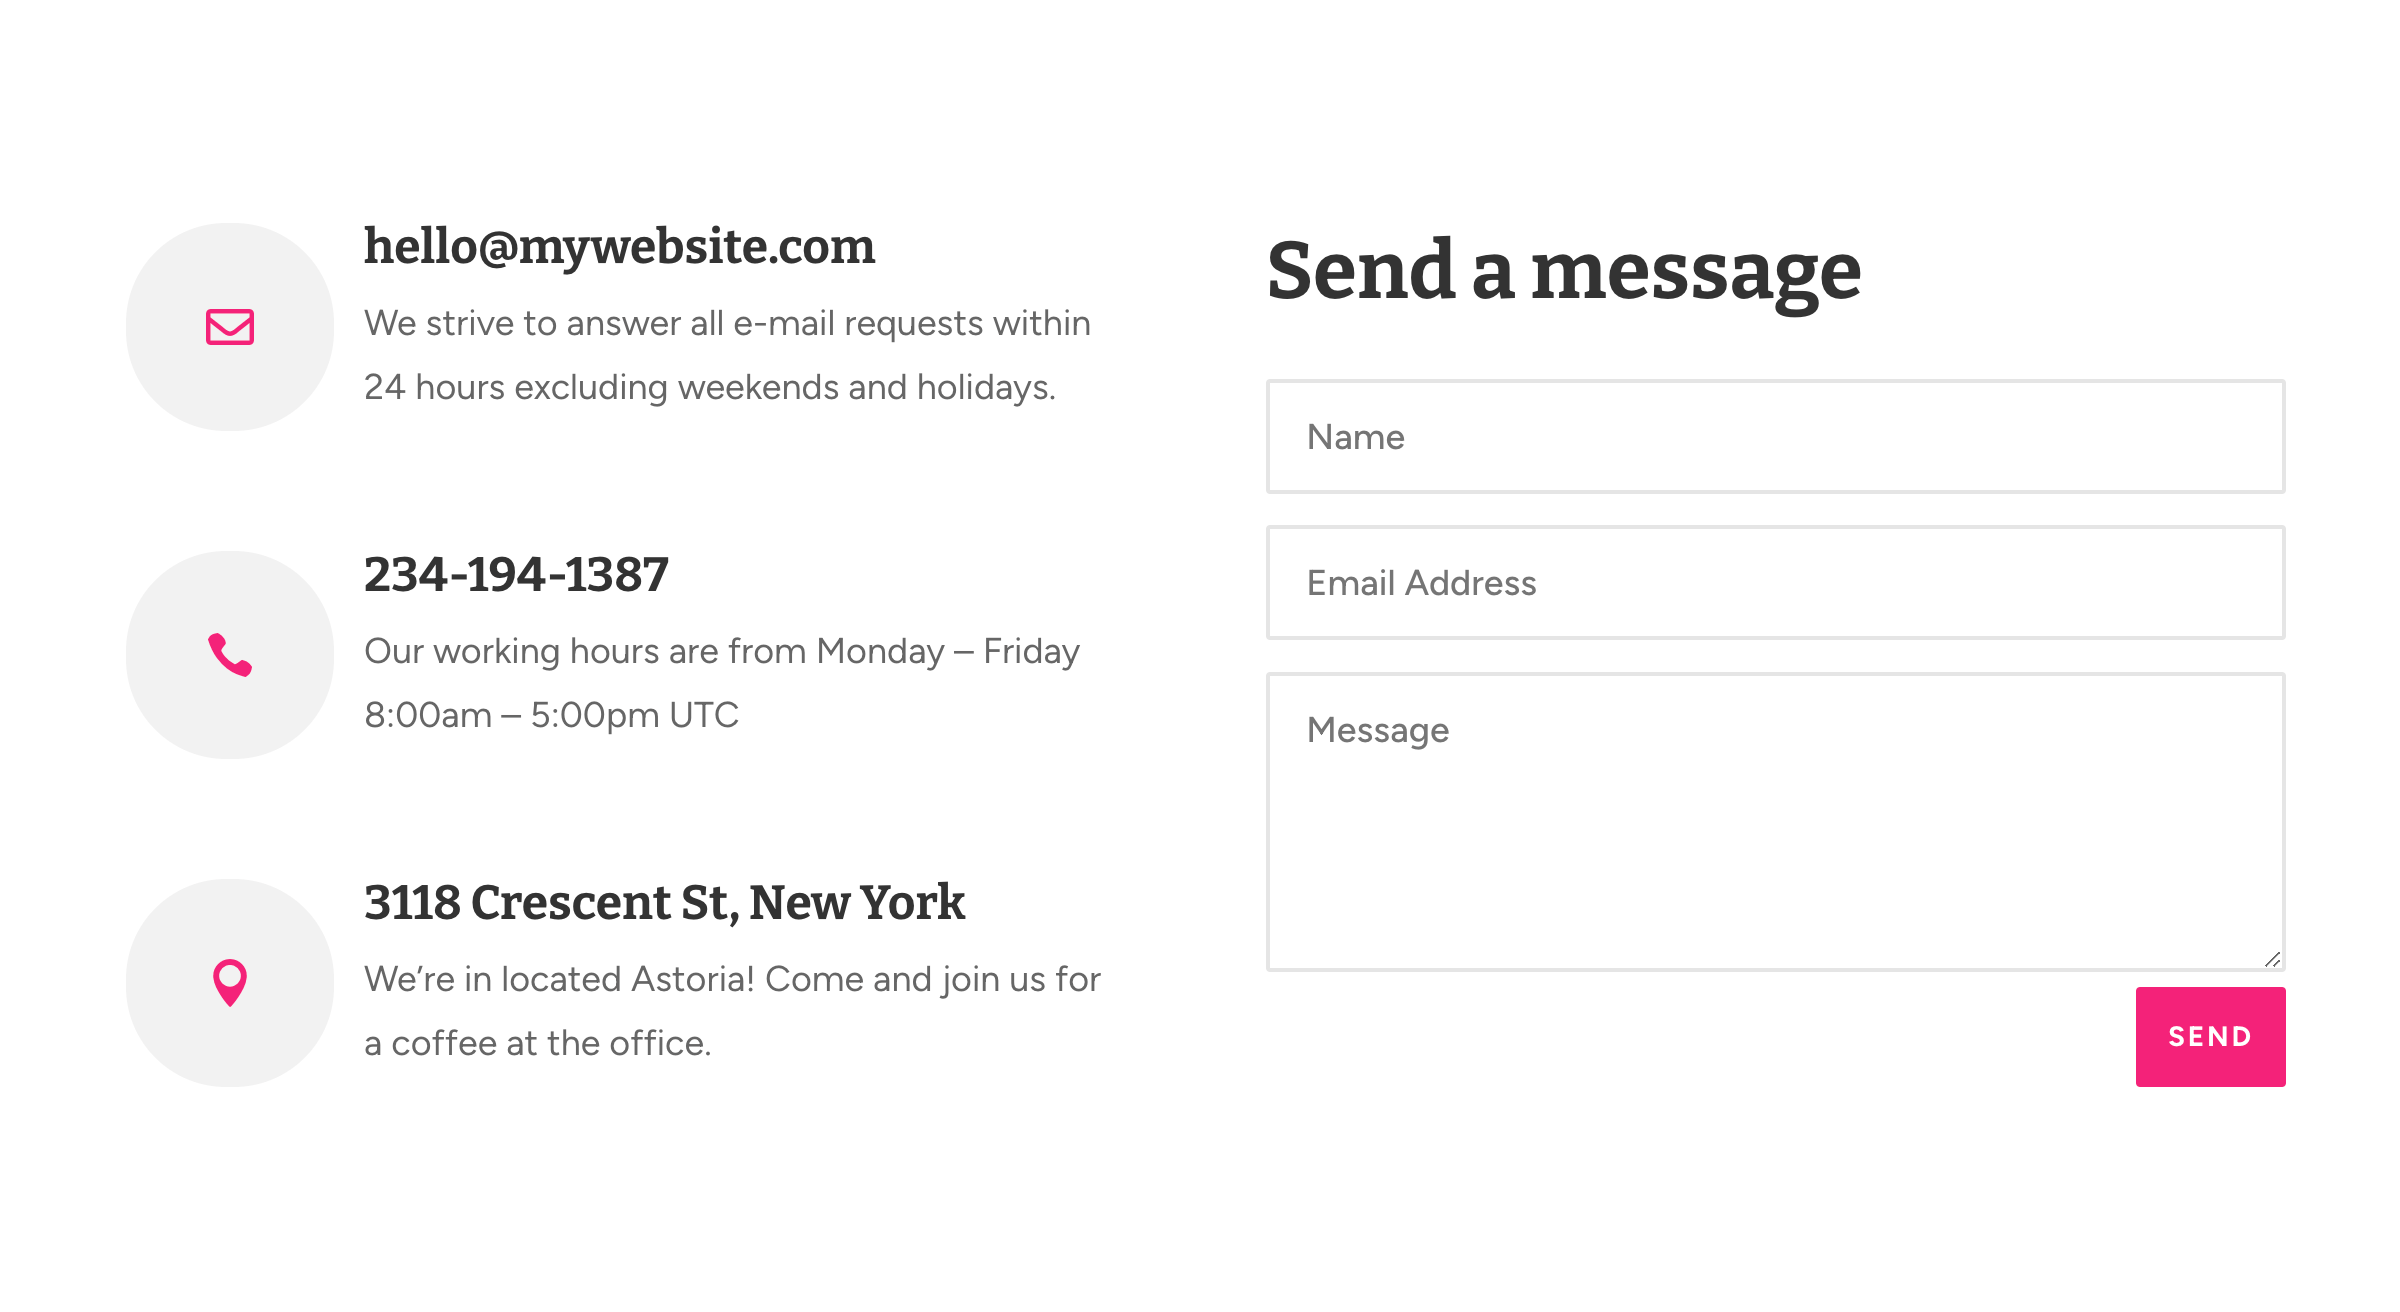 hello@mywebsite.com
We strive to answer all e-mail requests within
24 hours excluding weekends and holidays.
234-194-1387
Our working hours are from Monday – Friday
8:00am – 5:00pm UTC
3118 Crescent St, New York
We’re in located Astoria! Come and join us for
a coffee at the office.
Send a message
Name
Email Address
Message
SEND